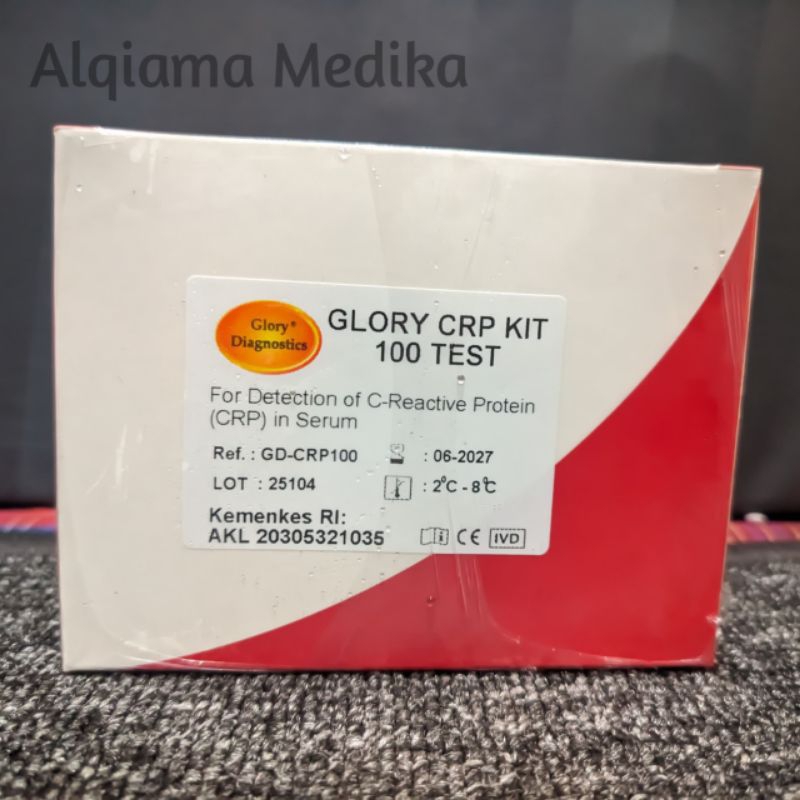 Alqiama Medika
Glory®
Diagnostics
GLORY CRP KIT
100 TEST
For Detection of C-Reactive Protein
(CRP) in Serum
Ref. : GD-CRP100 : 06-2027
LOT : 25104 : 2°C - 8°C
Kemenkes RI:
AKL 20305321035
CE IVD